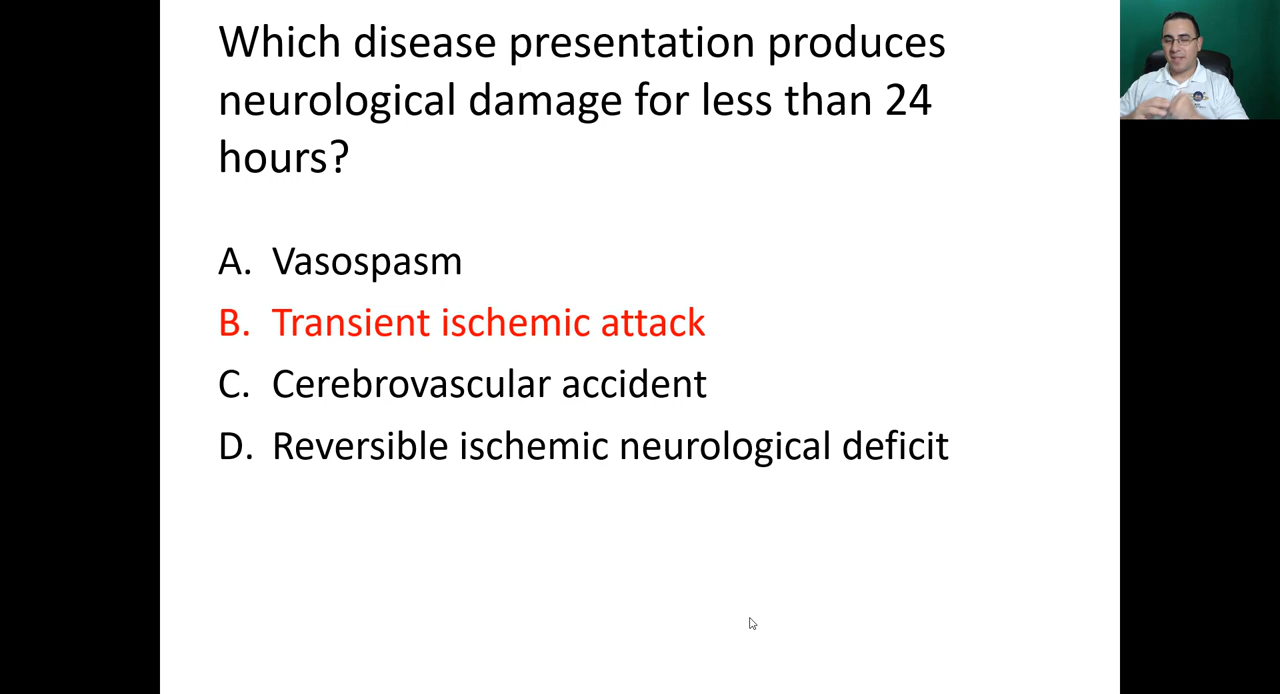 Which disease presentation produces
neurological damage for less than 24
hours?
A. Vasospasm
B. Transient ischemic attack
C. Cerebrovascular accident
D. Reversible ischemic neurological deficit